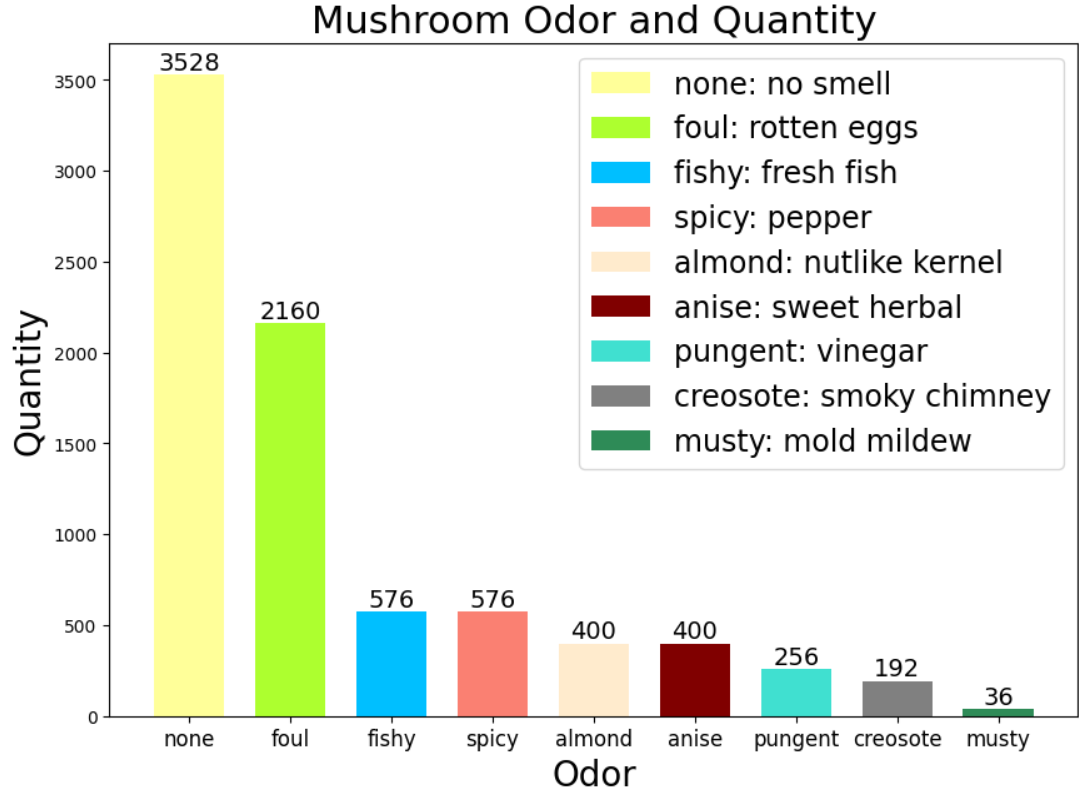 Mushroom Odor and Quantity
3528
3500
none: no smell
foul: rotten eggs
fishy: fresh fish
spicy: pepper
almond: nutlike kernel
anise: sweet herbal
pungent: vinegar
creosote: smoky chimney
musty: mold mildew
3000
2500
2160
2000
1500
1000
576 576
500
400 400
256
192
36
0
Quantity
none foul fishy spicy almond anise pungent creosote musty
Odor